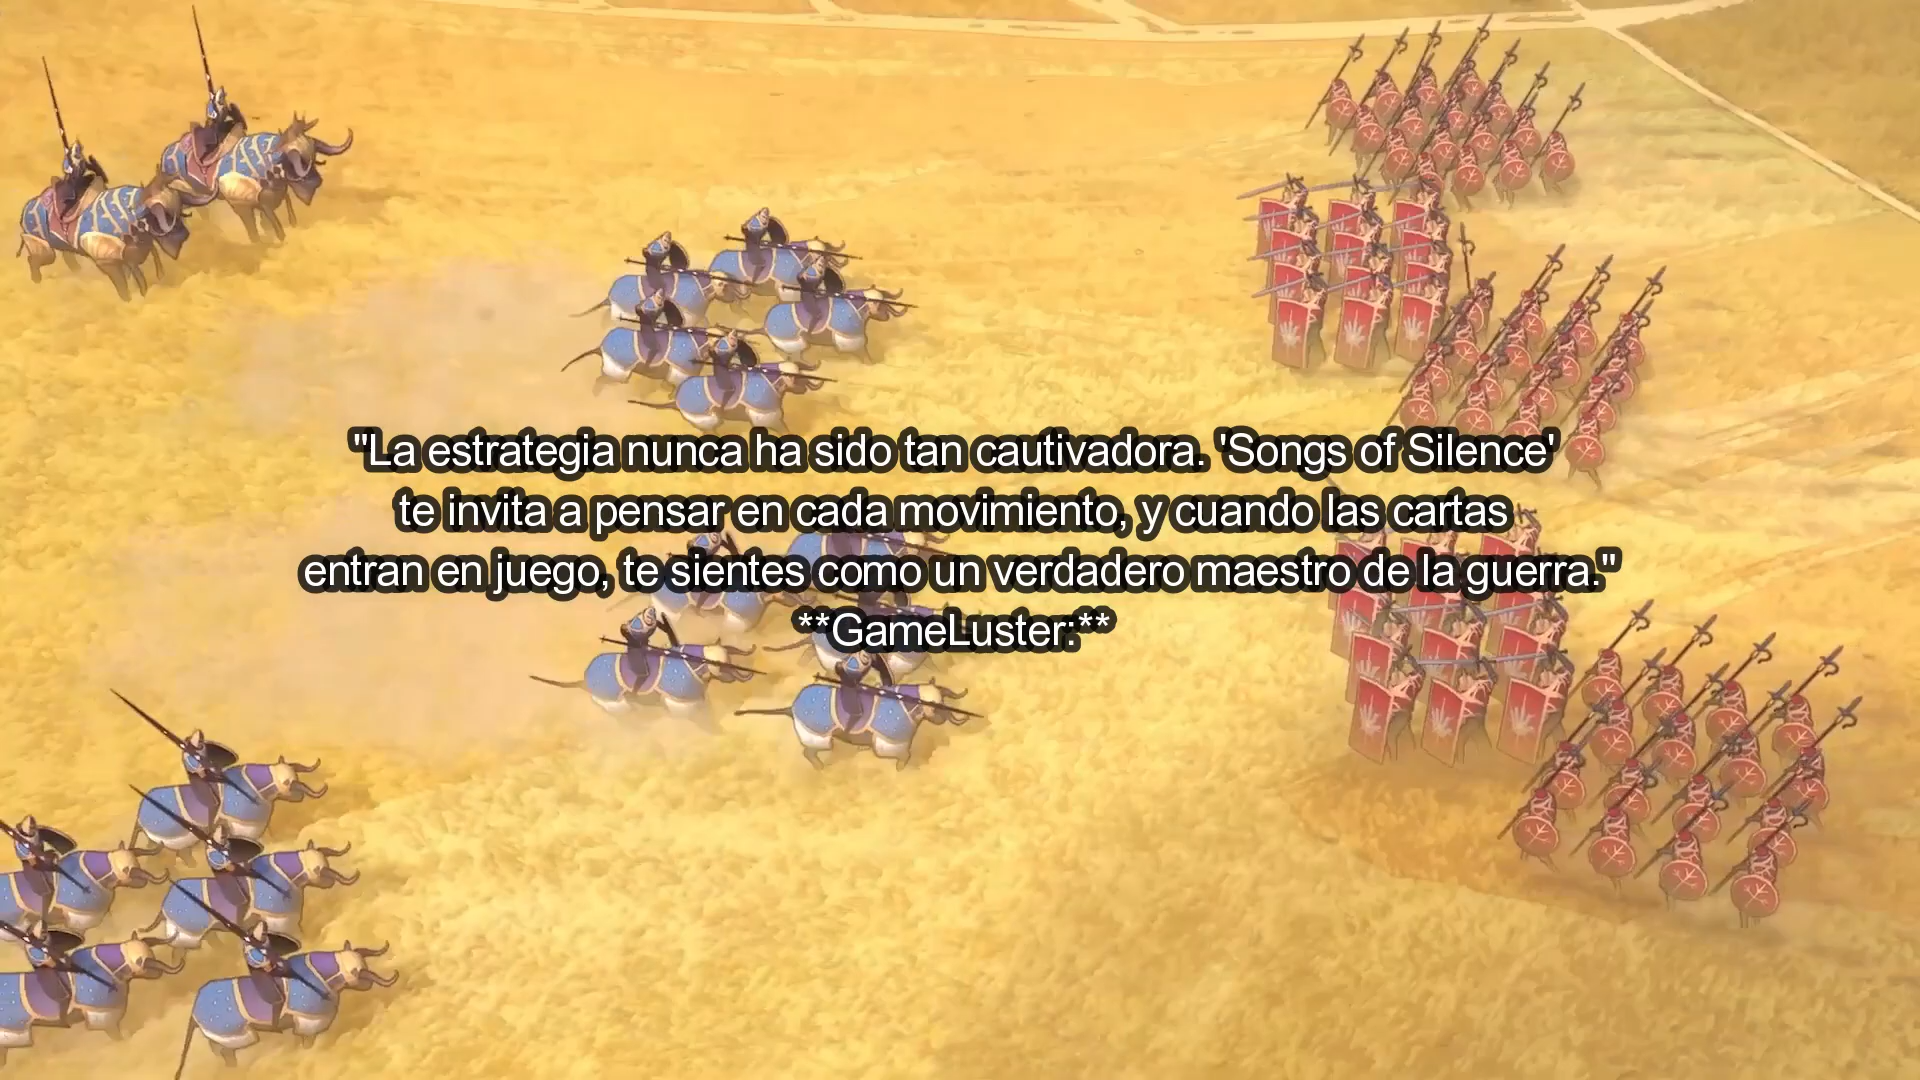 "La estrategia nunca ha sido tan cautivadora. 'Songs of Silence'
te invita a pensar en cada movimiento, y cuando las cartas
entran en juego, te sientes como un verdadero maestro de la guerra."
**GameLuster:**